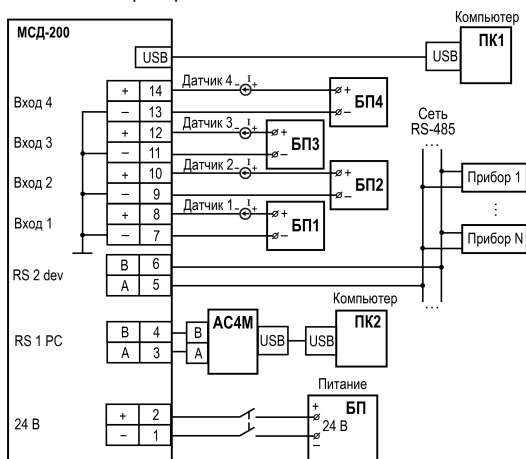 МСД-200
Компьютер
ПК1
USB
USB
Вход 4
+ 14
Датчик 4 - I +
+
БП4
– 13
–
Вход 3
+ 12
Датчик 3 - I +
+
БП3
– 11
–
Сеть
RS-485
Вход 2
+ 10
Датчик 2 - I +
+
БП2
– 9
–
Прибор 1
Вход 1
+ 8
Датчик 1 - I +
+
БП1
– 7
–
Прибор N
RS 2 dev
B 6
A 5
Компьютер
RS 1 PC
B 4
B
АС4М
USB
USB
ПК2
A 3
A
Питание
24 В
+ 2
+
БП
24 В
– 1
–